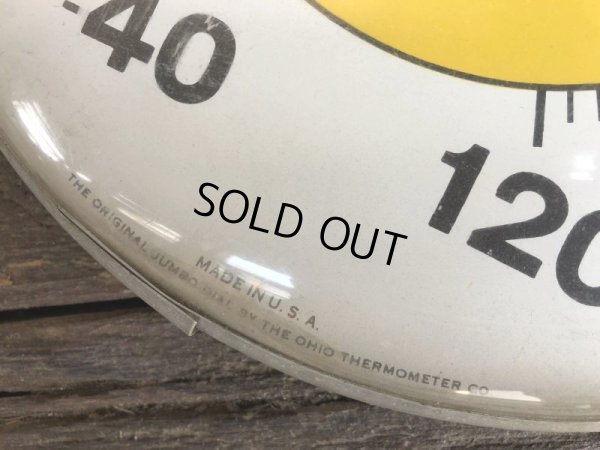 -40
120
SOLD OUT
MADE IN U.S.A.
THE ORIGINAL JUMBO DIAL BY THE OHIO THERMOMETER CO